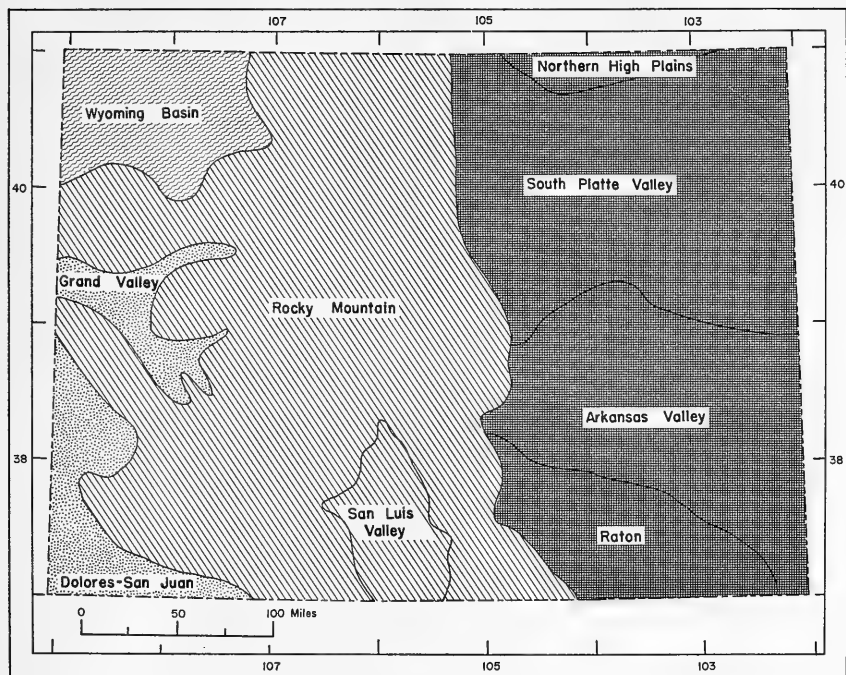 107 105 103
Northern High Plains
Wyoming Basin
40 South Platte Valley 40
Grand Valley
Rocky Mountain
Arkansas Valley
38 38
San Luis
Valley
Raton
Dolores-San Juan
0 50 100 Miles
107 105 103